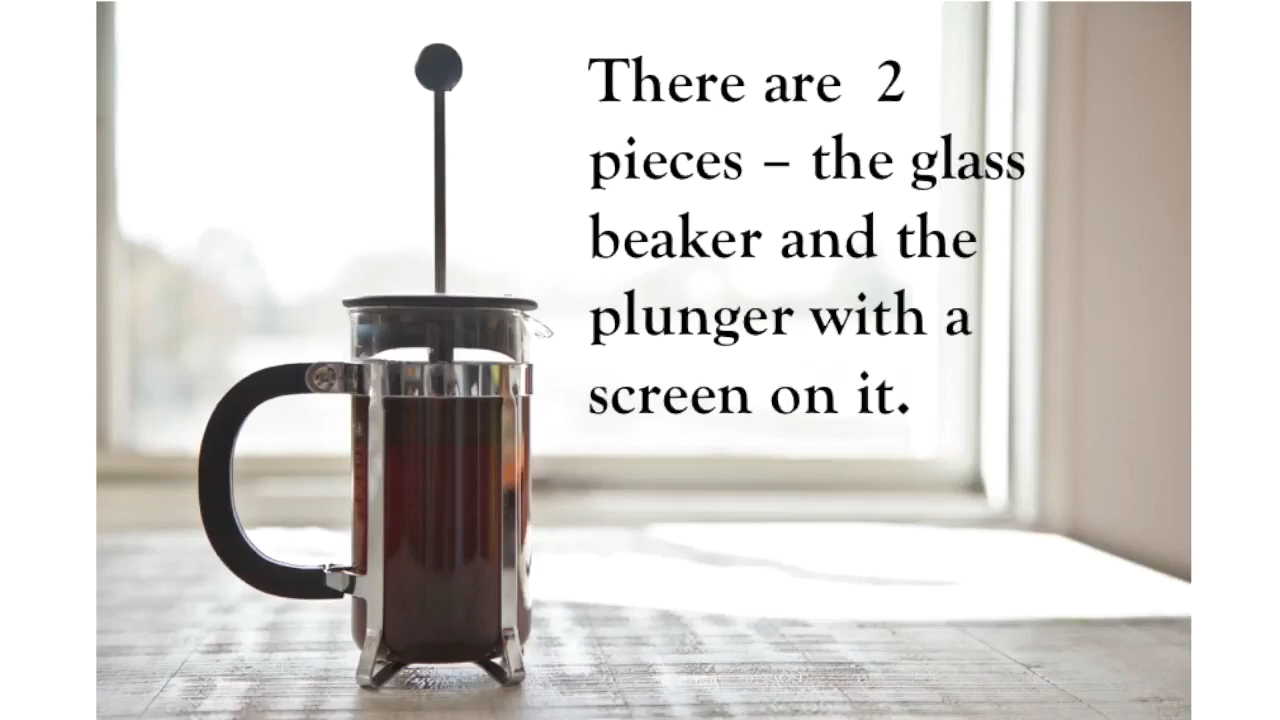 There are  2
pieces – the glass
beaker and the
plunger with a
screen on it.